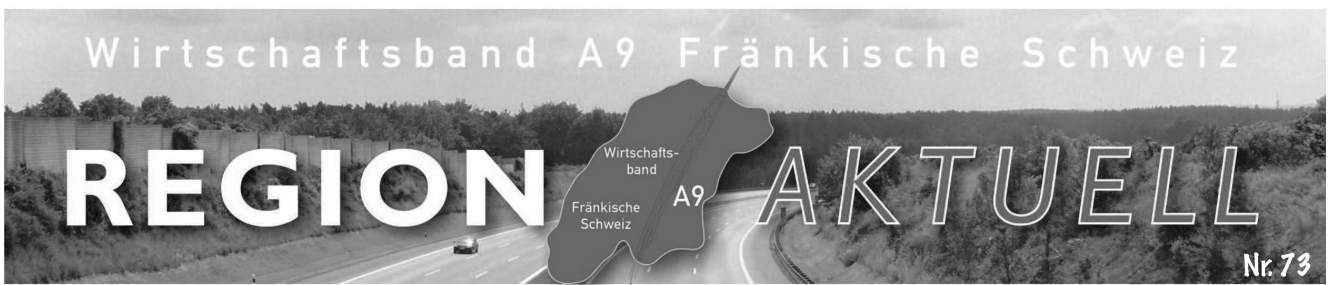 Wirtschaftsband A9 Fränkische Schweiz
REGION AKTUELL
Wirtschafts-
band
A9
Fränkische
Schweiz
Nr. 73